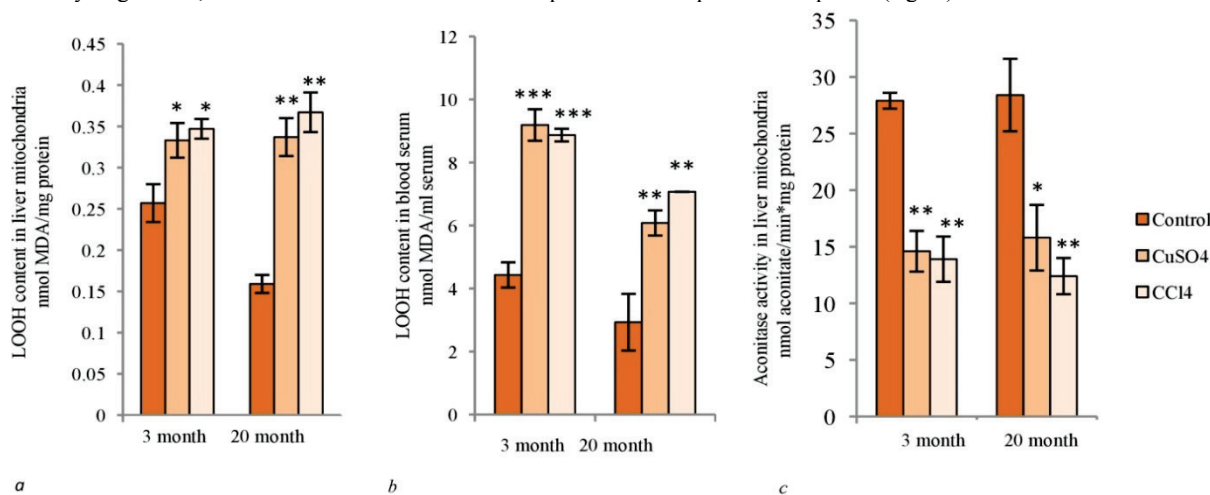 0.45
0.4
0.35
0.3
0.25
0.2
0.15
0.1
0.05
0
LOOH content in liver mitochondria
nmol MDA/mg protein
* * ** **
3 month 20 month
a
12
10
8
6
4
2
0
LOOH content in blood serum
nmol MDA/ml serum
*** *** ** **
3 month 20 month
b
35
30
25
20
15
10
5
0
Aconitase activity in liver mitochondria
nmol aconitate/min*mg protein
** ** * **
3 month 20 month
c
Control
CuSO4
CCl4